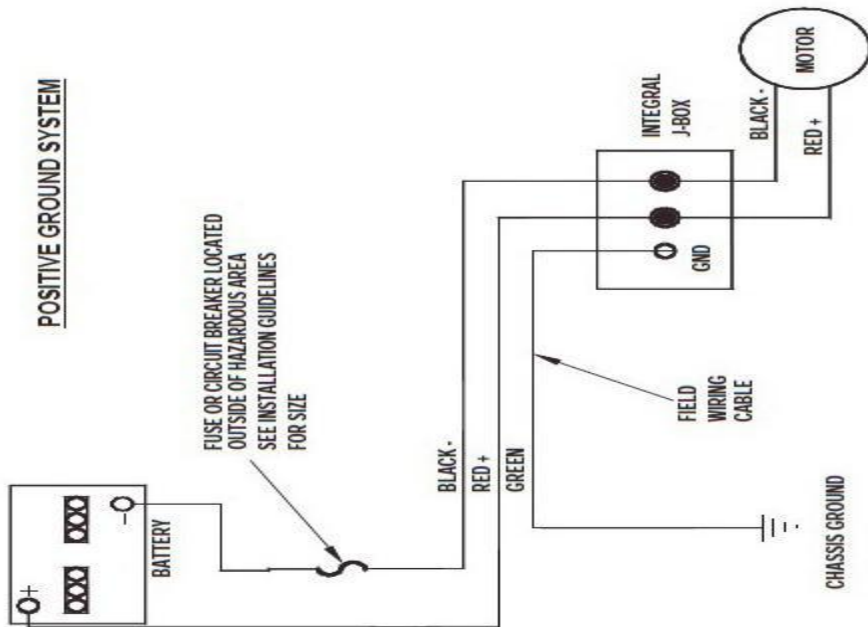 POSITIVE GROUND SYSTEM
+
-
BATTERY
FUSE OR CIRCUIT BREAKER LOCATED
OUTSIDE OF HAZARDOUS AREA
SEE INSTALLATION GUIDELINES
FOR SIZE
BLACK -
RED +
GREEN
INTEGRAL
J-BOX
GND
BLACK -
RED +
MOTOR
FIELD
WIRING
CABLE
CHASSIS GROUND